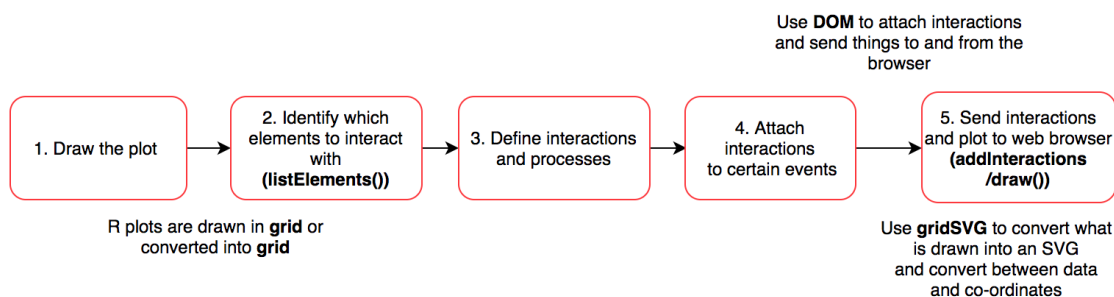 Use DOM to attach interactions
and send things to and from the
browser
1. Draw the plot
2. Identify which
elements to interact
with
(listElements())
3. Define interactions
and processes
4. Attach
interactions
to certain events
5. Send interactions
and plot to web browser
(addInteractions
/draw())
R plots are drawn in grid or
converted into grid
Use gridSVG to convert what
is drawn into an SVG
and convert between data
and co-ordinates